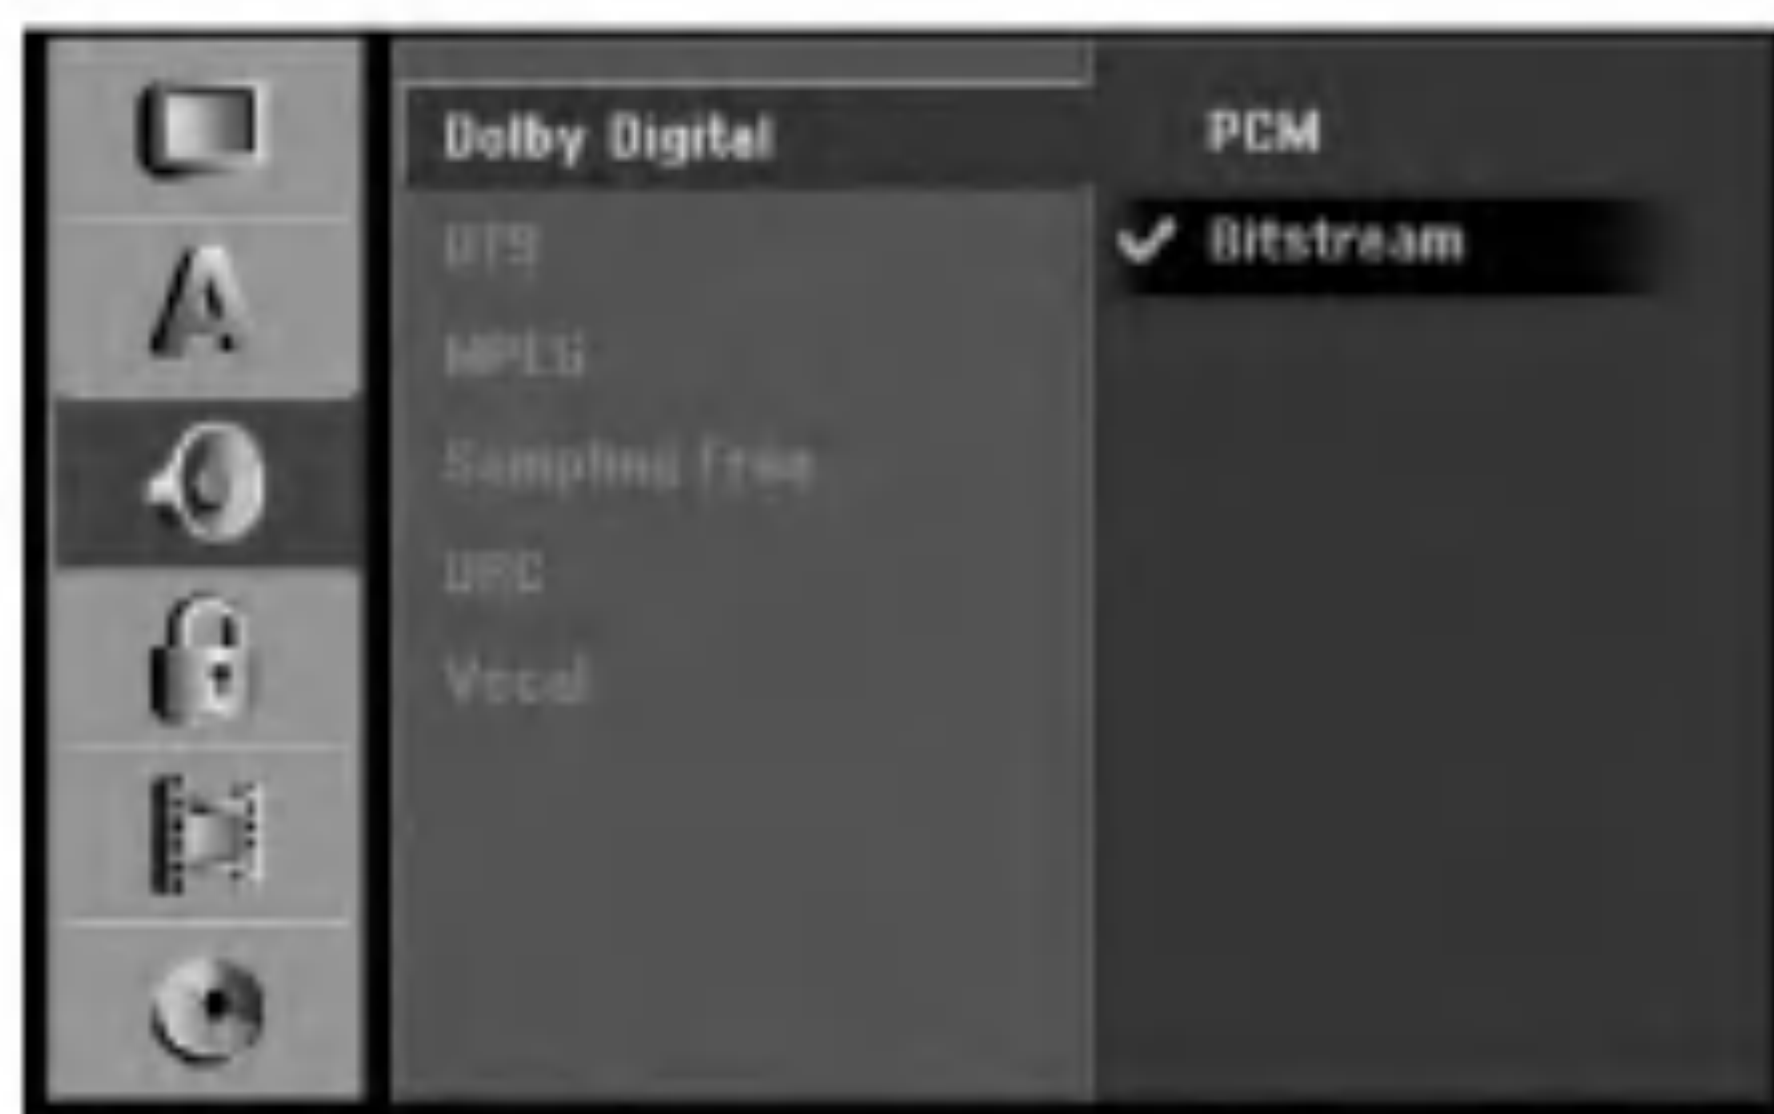 Dolby Digital
PCM
Bitstream
DTS
MPEG
Sampling Freq
DRC
Vocal